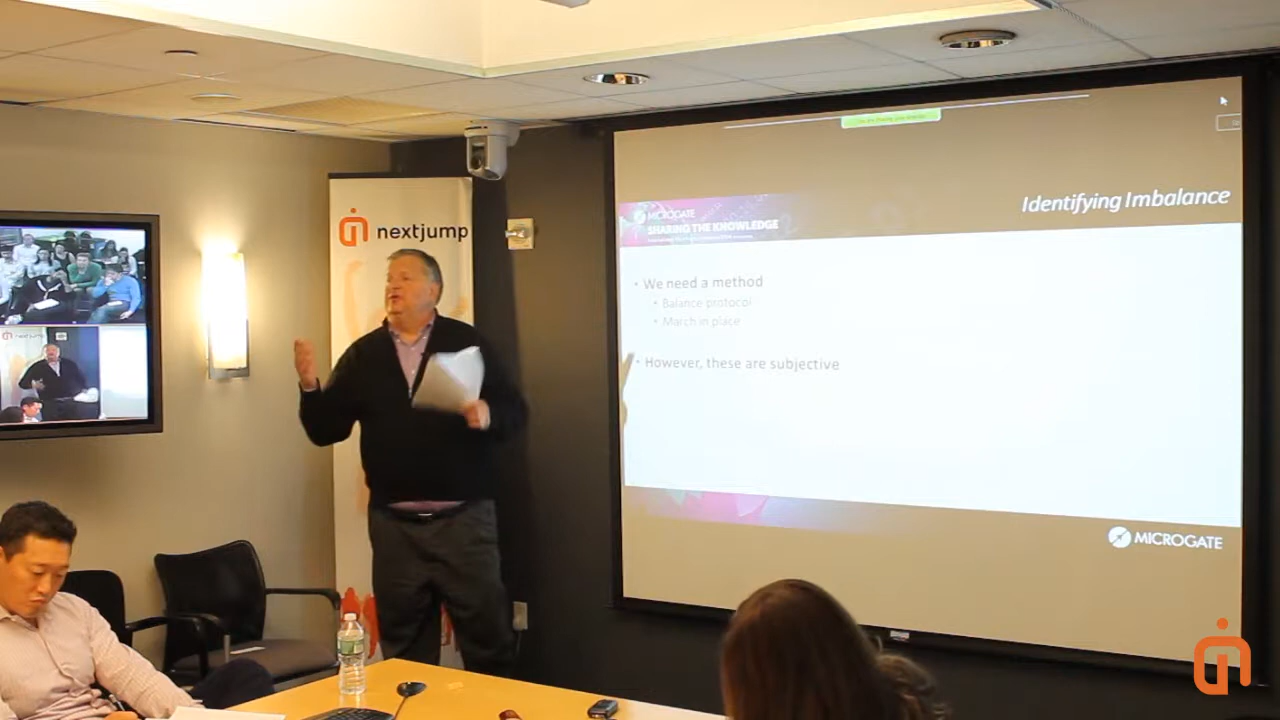 nextjump
Identifying Imbalance
MICROGATE
SHARING THE KNOWLEDGE
• We need a method
• Balance protocol
• March in place
• However, these are subjective
MICROGATE